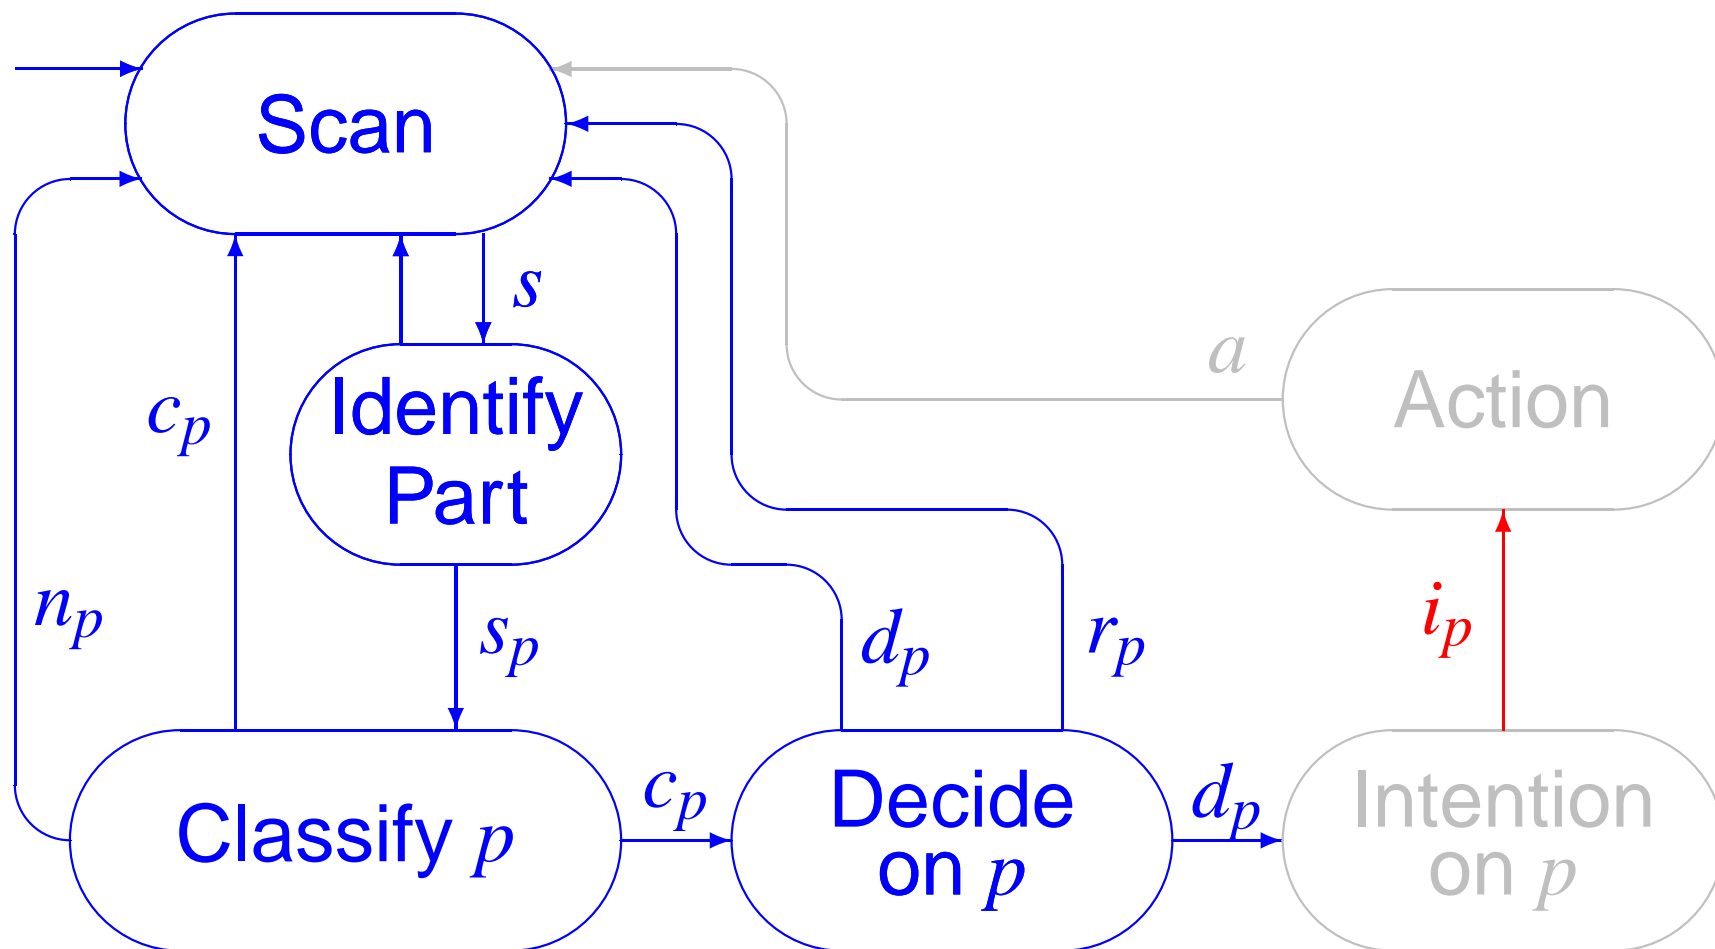 Scan
s
a
Identify
Part
Action
c_p
n_p
s_p
d_p
r_p
i_p
Classify p
c_p
Decide
on p
d_p
Intention
on p